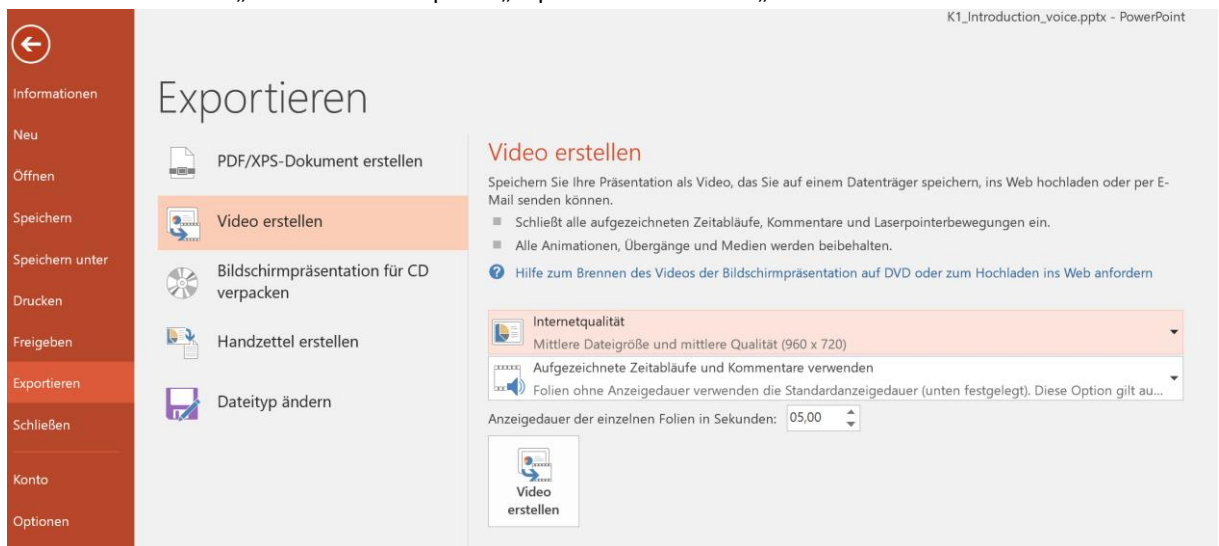 K1_Introduction_voice.pptx - PowerPoint
Informationen
Neu
Öffnen
Speichern
Speichern unter
Drucken
Freigeben
Exportieren
Schließen
Konto
Optionen
Exportieren
PDF/XPS-Dokument erstellen
Video erstellen
Bildschirmpräsentation für CD
verpacken
Handzettel erstellen
Dateityp ändern
Video erstellen
Speichern Sie Ihre Präsentation als Video, das Sie auf einem Datenträger speichern, ins Web hochladen oder per E-
Mail senden können.
Schließt alle aufgezeichneten Zeitabläufe, Kommentare und Laserpointerbewegungen ein.
Alle Animationen, Übergänge und Medien werden beibehalten.
Hilfe zum Brennen des Videos der Bildschirmpräsentation auf DVD oder zum Hochladen ins Web anfordern
Internetqualität
Mittlere Dateigröße und mittlere Qualität (960 x 720)
Aufgezeichnete Zeitabläufe und Kommentare verwenden
Folien ohne Anzeigedauer verwenden die Standardanzeigedauer (unten festgelegt). Diese Option gilt au...
Anzeigedauer der einzelnen Folien in Sekunden: 05,00
Video
erstellen